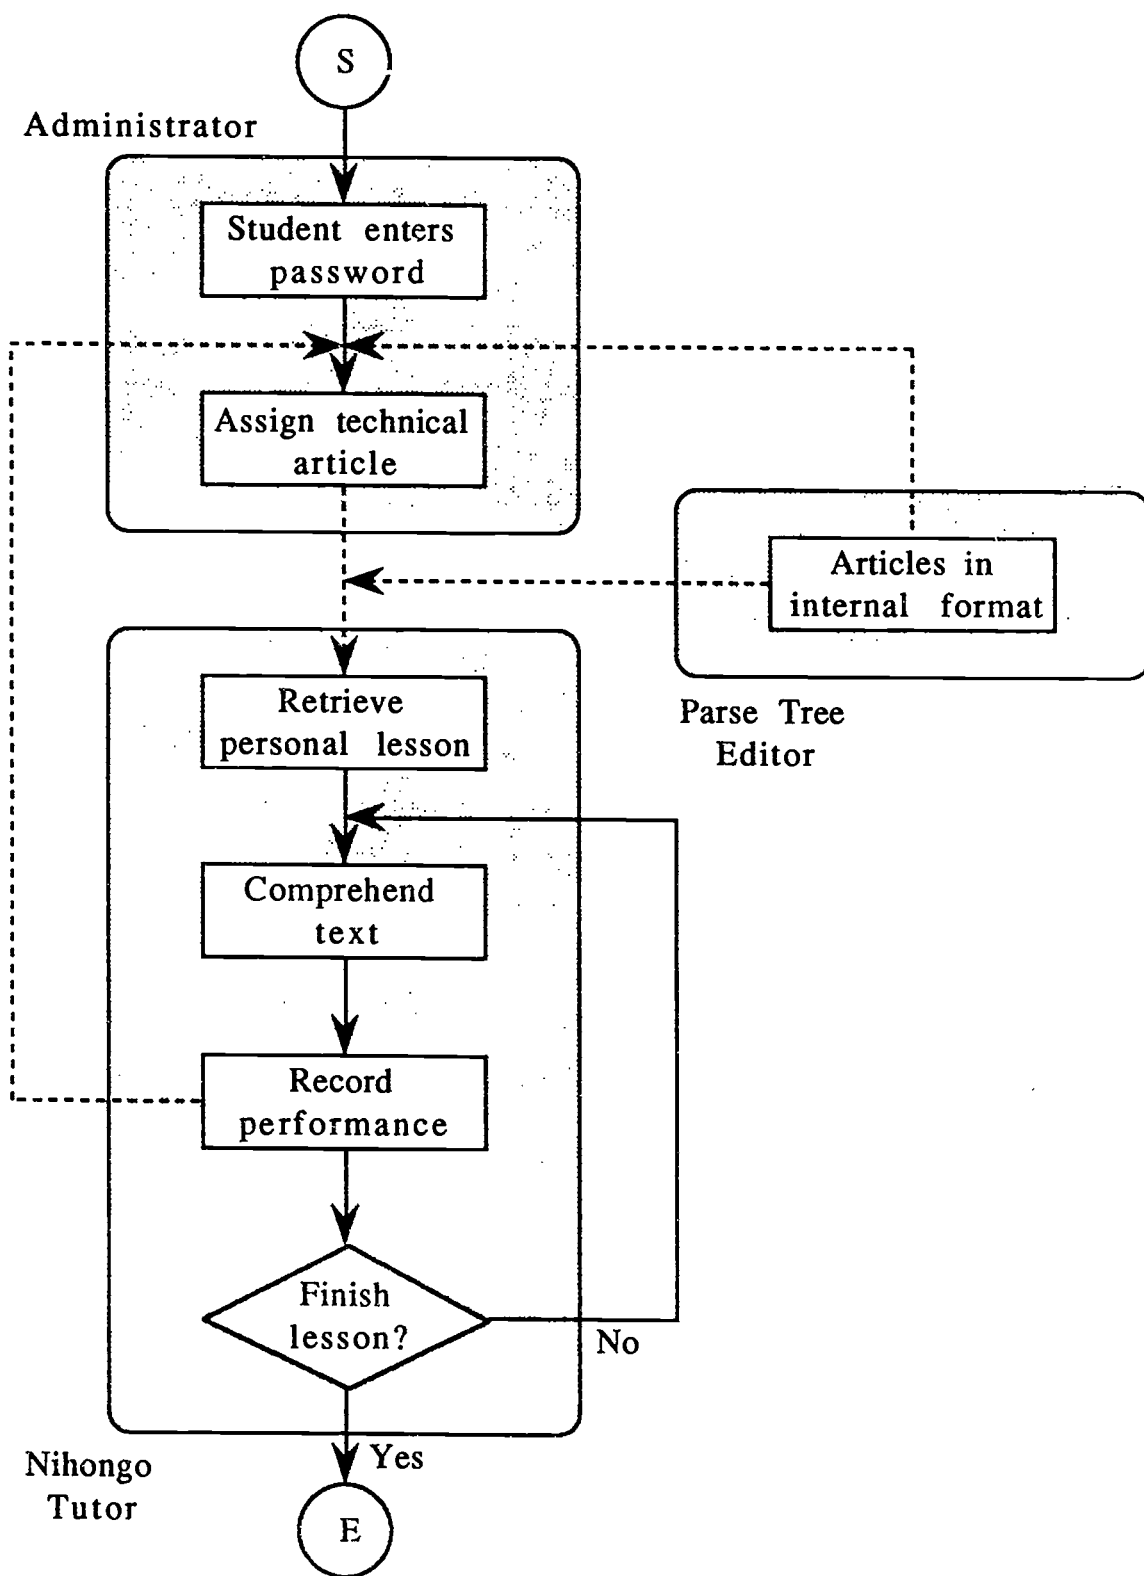 S
Administrator
Student enters
password
Assign technical
article
Articles in
internal format
Parse Tree
Editor
Retrieve
personal lesson
Comprehend
text
Record
performance
Finish
lesson?
No
Yes
Nihongo
Tutor
E